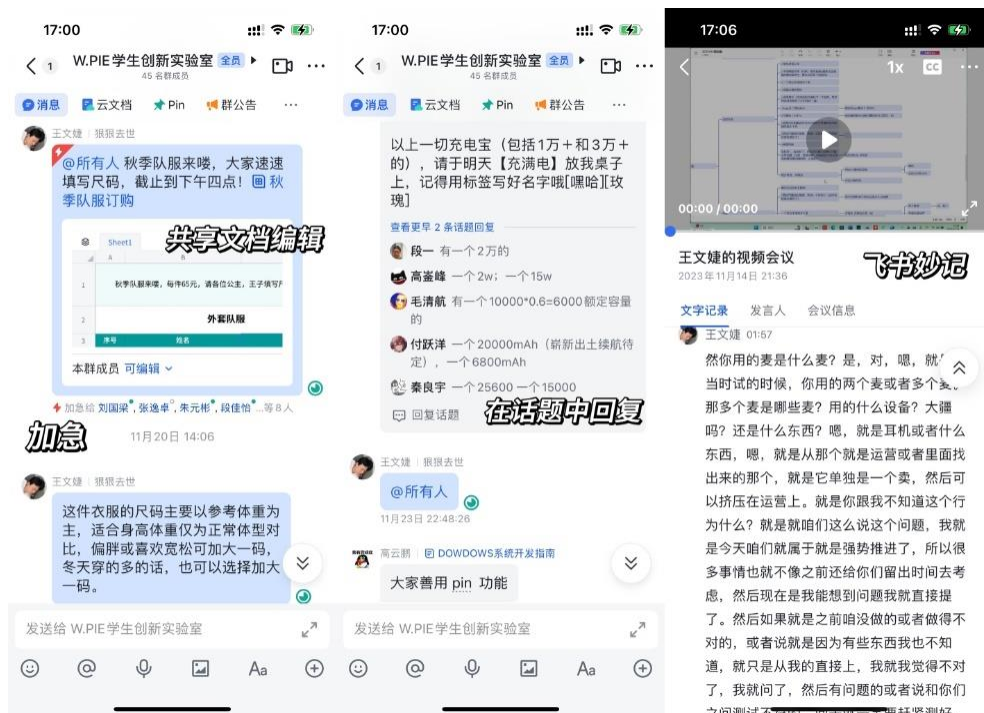 17:00
1
W.PIE学生创新实验室 全员
45 名群成员
消息 云文档 Pin 群公告 ...
王文婕 | 狠狠去世
@所有人 秋季队服来喽,大家速速
填写尺码,截止到下午四点! 秋
季队服订购
共享文档编辑
Sheet1
A
1
秋季队服来喽,每件65元,请各位公主,王子填写尺
2
外套队服
3 序号 姓名
本群成员 可编辑
加急给 刘国梁, 张逸卓, 朱元彬, 段佳怡...等8人
加急
11月20日 14:06
王文婕 | 狠狠去世
这件衣服的尺码主要以参考体重为
主,适合身高体重仅为正常体型对
比,偏胖或喜欢宽松可加大一码,
冬天穿的多的话,也可以选择加大
一码。
发送给 W.PIE学生创新实验室
Aa
17:00
1
W.PIE学生创新实验室 全员
45 名群成员
消息 云文档 Pin 群公告 ...
以上一切充电宝(包括1万+和3万+
的),请于明天【充满电】放我桌子
上,记得用标签写好名字哦[嘿哈][玫
瑰]
查看更早 2 条话题回复
段一 有一个2万的
高崟峰 一个2w;一个15w
毛清航 有一个10000*0.6=6000额定容量
的
付跃洋 一个20000mAh(崭新出土续航待
定),一个6800mAh
秦良宇 一个25600 一个15000
回复话题
在话题中回复
王文婕 | 狠狠去世
@所有人
11月23日 22:48:26
高云鹏 | DOWDOWS系统开发指南
大家善用 pin 功能
发送给 W.PIE学生创新实验室
Aa
17:06
1x CC ...
00:00 / 00:00
王文婕的视频会议
2023年11月14日 21:36
飞书妙记
文字记录 发言人 会议信息
王文婕 01:57
然你用的麦是什么麦?是,对,嗯,就
当时试的时候,你用的两个麦或者多个麦。
那多个麦是哪些麦?用的什么设备?大疆
吗?还是什么东西?嗯,就是耳机或者什么
东西,嗯,就是从那个就是运营或者里面找
出来的那个,就是它单独是一个卖,然后可
以挤压在运营上。就是你跟我不知道这个行
为什么?就是就咱们这么说这个问题,我就
是今天咱们就属于就是强势推进了,所以很
多事情也就不像之前还给你们留出时间去考
虑,然后现在是我能想到问题我就直接提
了。然后如果就是之前咱没做的或者做得不
对的,或者说就是因为有些东西我也不知
道,就只是从我的直接上,我就我觉得不对
了,我就问了,然后有问题的或者说和你们